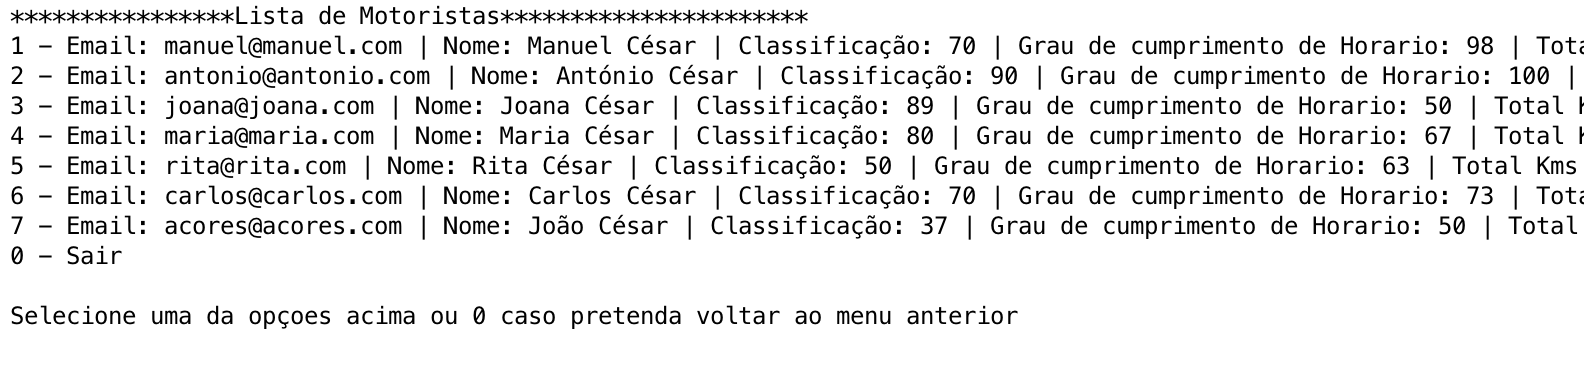 ****************Lista de Motoristas**********************
1 – Email: manuel@manuel.com | Nome: Manuel César | Classificação: 70 | Grau de cumprimento de Horario: 98 |
2 – Email: antonio@antonio.com | Nome: António César | Classificação: 90 | Grau de cumprimento de Horario: 100 |
3 – Email: joana@joana.com | Nome: Joana César | Classificação: 89 | Grau de cumprimento de Horario: 50 | Total
4 – Email: maria@maria.com | Nome: Maria César | Classificação: 80 | Grau de cumprimento de Horario: 67 | Total
5 – Email: rita@rita.com | Nome: Rita César | Classificação: 50 | Grau de cumprimento de Horario: 63 | Total Kms
6 – Email: carlos@carlos.com | Nome: Carlos César | Classificação: 70 | Grau de cumprimento de Horario: 73 |
7 – Email: acores@acores.com | Nome: João César | Classificação: 37 | Grau de cumprimento de Horario: 50 | Total
0 – Sair
Selecione uma da opçoes acima ou 0 caso pretenda voltar ao menu anterior